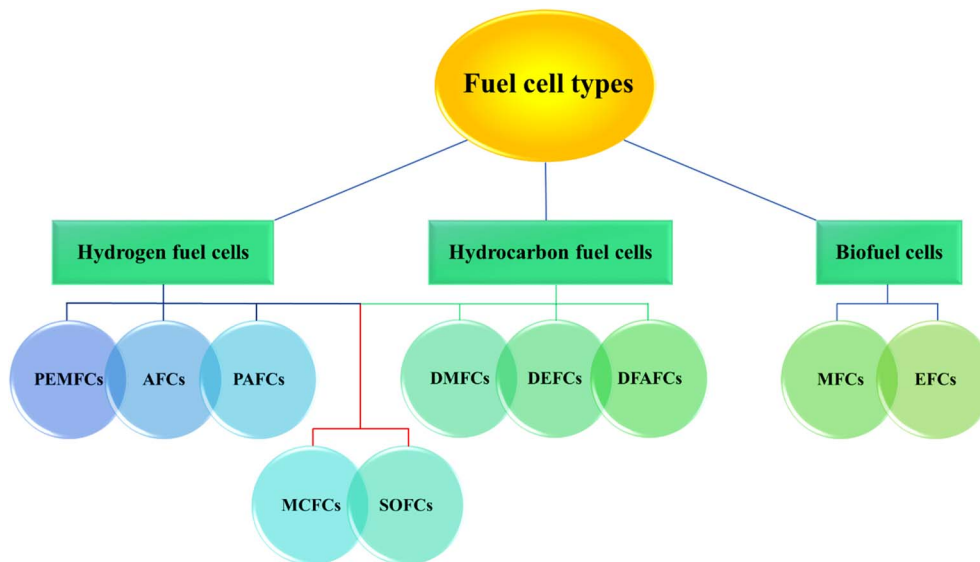 Fuel cell types
Hydrogen fuel cells
Hydrocarbon fuel cells
Biofuel cells
PEMFCs
AFCs
PAFCs
DMFCs
DEFCs
DFAFCs
MFCs
EFCs
MCFCs
SOFCs